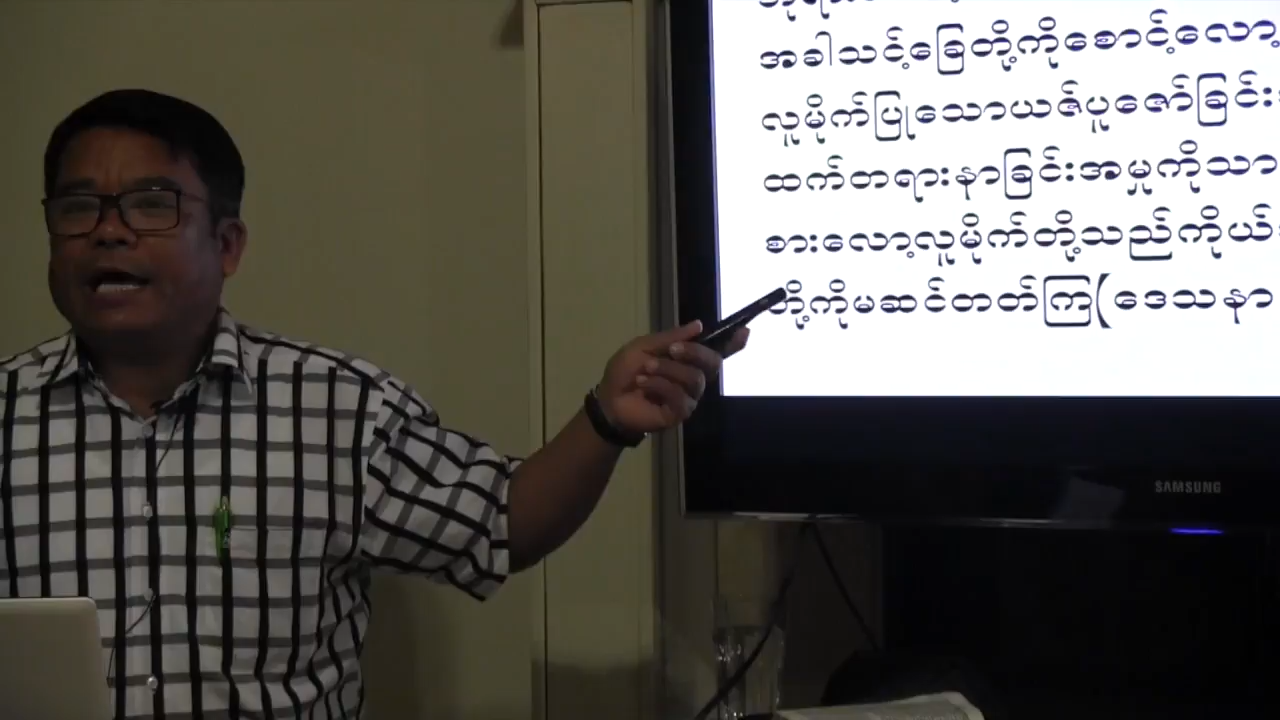 အခါသင့်ခြေတို့ကိုစောင့်လော့
လူမိုက်ပြုသောယဇ်ပူဇော်ခြင်း
ထက်တရားနာခြင်းအမှုကိုသာ
စားလော့လူမိုက်တို့သည်ကိုယ်
တို့ကိုမဆင်တတ်ကြ(ဒေသနာ
SAMSUNG